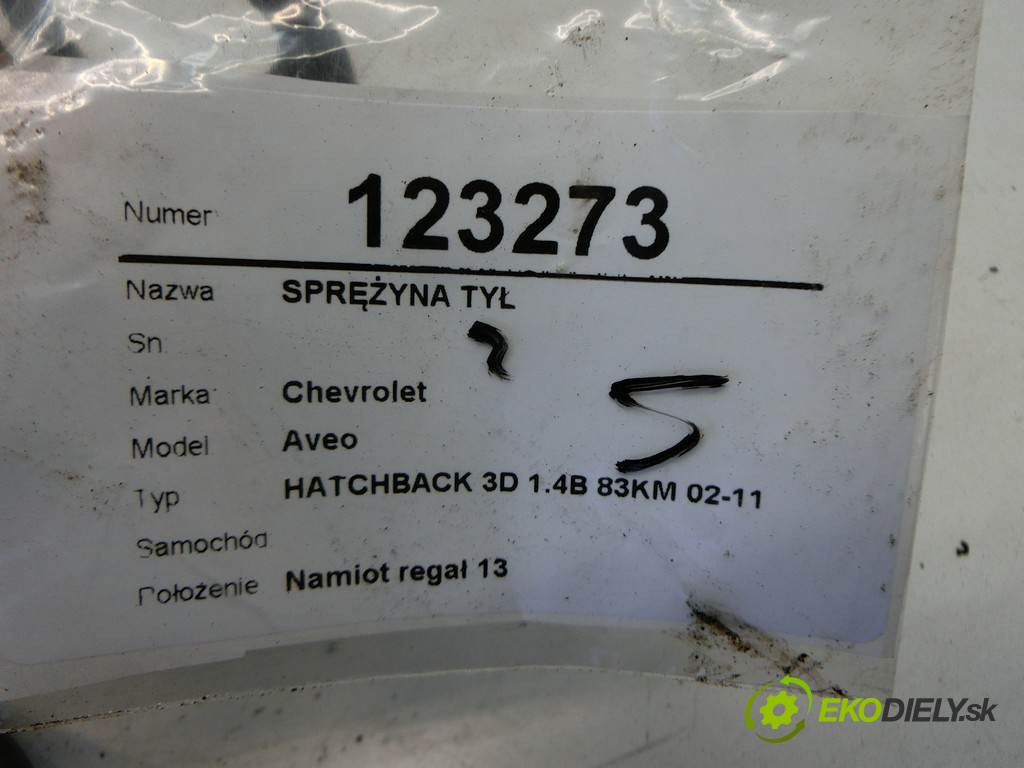 Numer 123273
Nazwa SPRĘŻYNA TYŁ
Sn
Marka Chevrolet
Model Aveo
Typ HATCHBACK 3D 1.4B 83KM 02-11
Samochód
Położenie Namiot regał 13
5
EKODIELY.sk